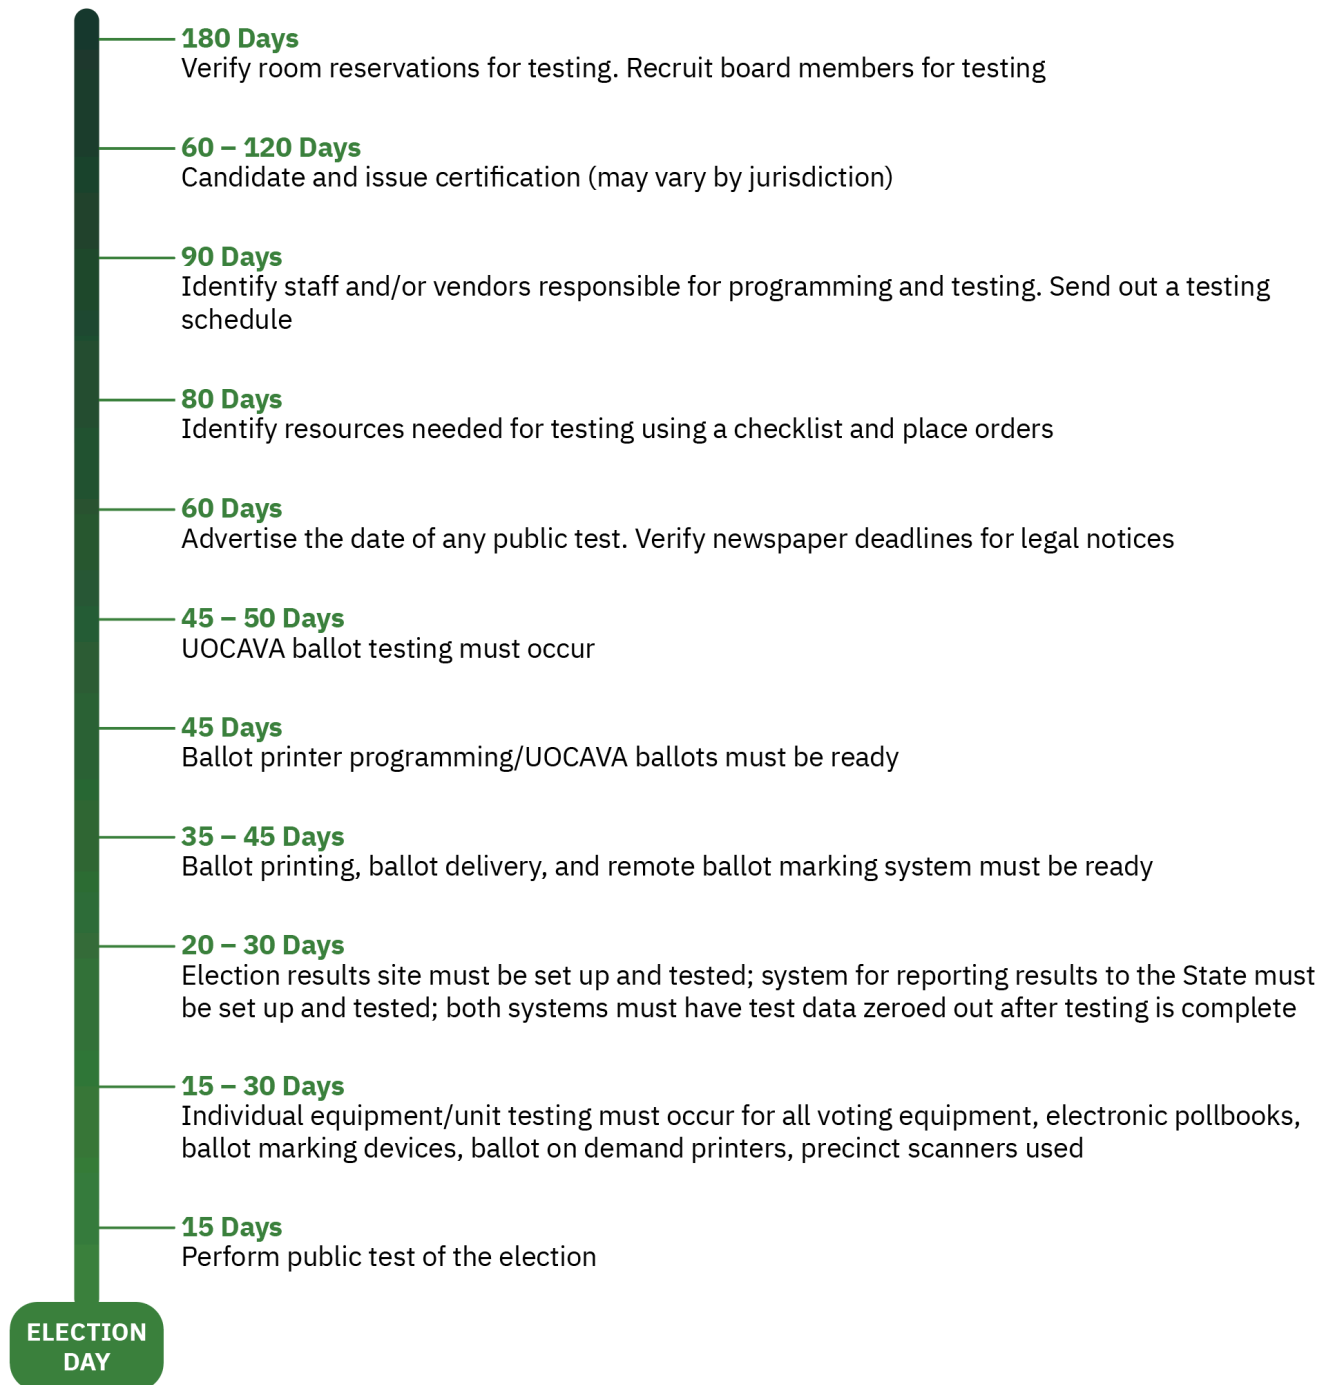 180 Days
Verify room reservations for testing. Recruit board members for testing
60 – 120 Days
Candidate and issue certification (may vary by jurisdiction)
90 Days
Identify staff and/or vendors responsible for programming and testing. Send out a testing
schedule
80 Days
Identify resources needed for testing using a checklist and place orders
60 Days
Advertise the date of any public test. Verify newspaper deadlines for legal notices
45 – 50 Days
UOCAVA ballot testing must occur
45 Days
Ballot printer programming/UOCAVA ballots must be ready
35 – 45 Days
Ballot printing, ballot delivery, and remote ballot marking system must be ready
20 – 30 Days
Election results site must be set up and tested; system for reporting results to the State must
be set up and tested; both systems must have test data zeroed out after testing is complete
15 – 30 Days
Individual equipment/unit testing must occur for all voting equipment, electronic pollbooks,
ballot marking devices, ballot on demand printers, precinct scanners used
15 Days
Perform public test of the election
ELECTION
DAY